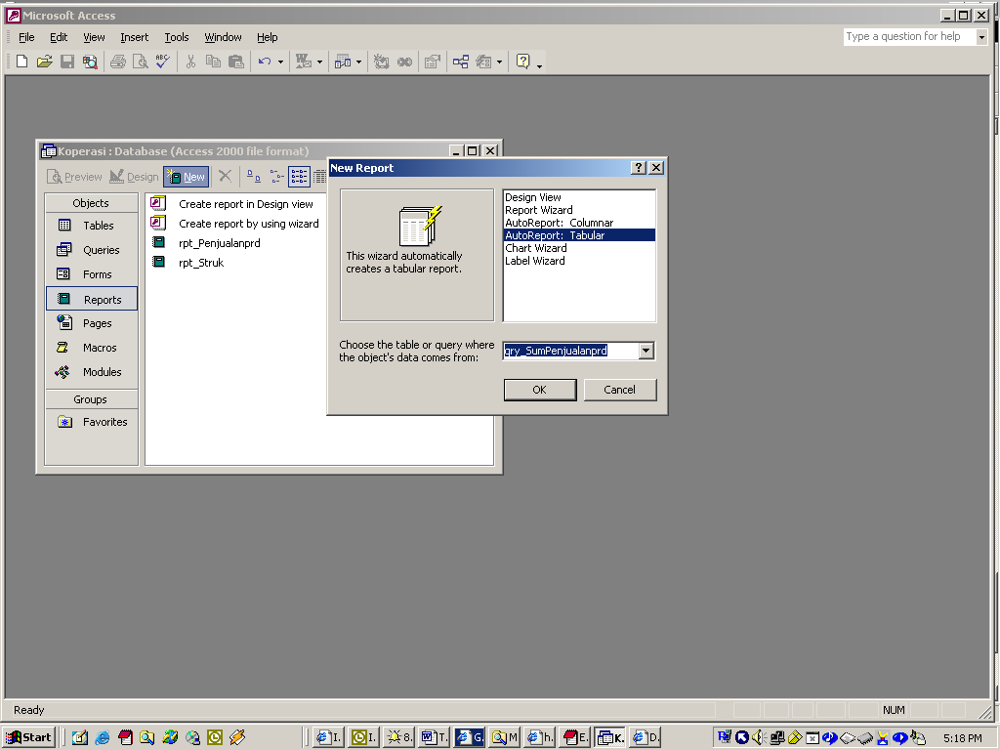 Microsoft Access
File Edit View Insert Tools Window Help
Type a question for help
Koperasi : Database (Access 2000 file format)
Preview Design New
Objects
Tables
Queries
Forms
Reports
Pages
Macros
Modules
Groups
Favorites
Create report in Design view
Create report by using wizard
rpt_Penjualanprd
rpt_Struk
New Report
This wizard automatically
creates a tabular report.
Design View
Report Wizard
AutoReport: Columnar
AutoReport: Tabular
Chart Wizard
Label Wizard
Choose the table or query where
the object's data comes from:
qry_SumPenjualanprd
OK Cancel
Ready
NUM
Start
I. I. 8. T. G. M h. E. K. D.
5:18 PM